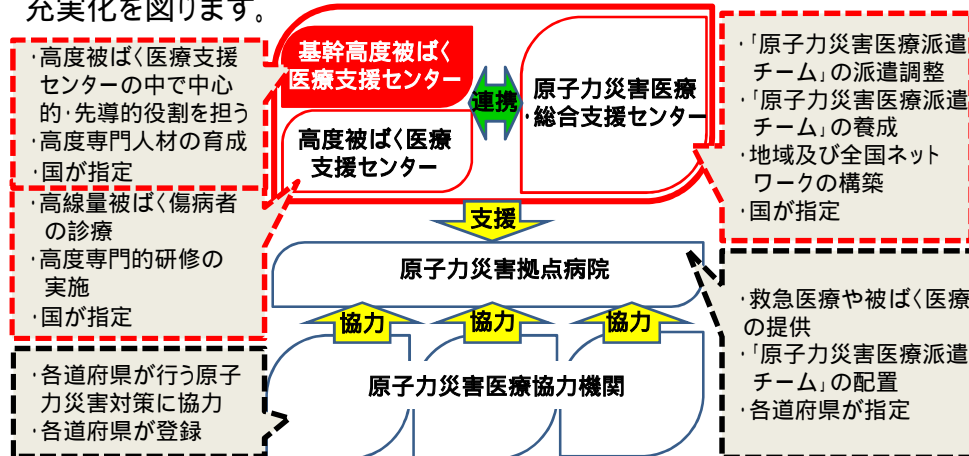 充実化を図ります。
・高度被ばく医療支援
センターの中で中心
的・先導的役割を担う
・高度専門人材の育成
・国が指定
・高線量被ばく傷病者
の診療
・高度専門的研修の
実施
・国が指定
・各道府県が行う原子
力災害対策に協力
・各道府県が登録
基幹高度被ばく
医療支援センター
高度被ばく医療
支援センター
連携
原子力災害医療
・総合支援センター
支援
原子力災害拠点病院
協力
協力
協力
原子力災害医療協力機関
・「原子力災害医療派遣
チーム」の派遣調整
・「原子力災害医療派遣
チーム」の養成
・地域及び全国ネット
ワークの構築
・国が指定
・救急医療や被ばく医療
の提供
・「原子力災害医療派遣
チーム」の配置
・各道府県が指定